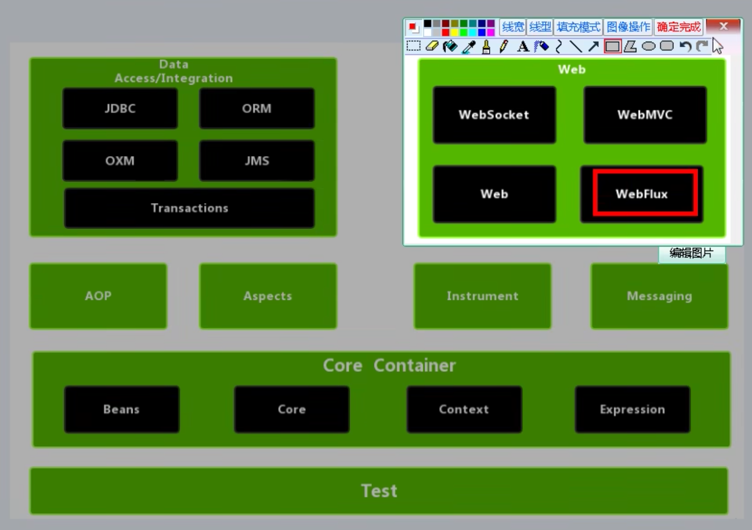 线宽 线型 填充模式 图像操作 确定完成
A
Data
Access/Integration
JDBC ORM
OXM JMS
Transactions
Web
WebSocket WebMVC
Web WebFlux
编辑图片
AOP Aspects Instrument Messaging
Core Container
Beans Core Context Expression
Test